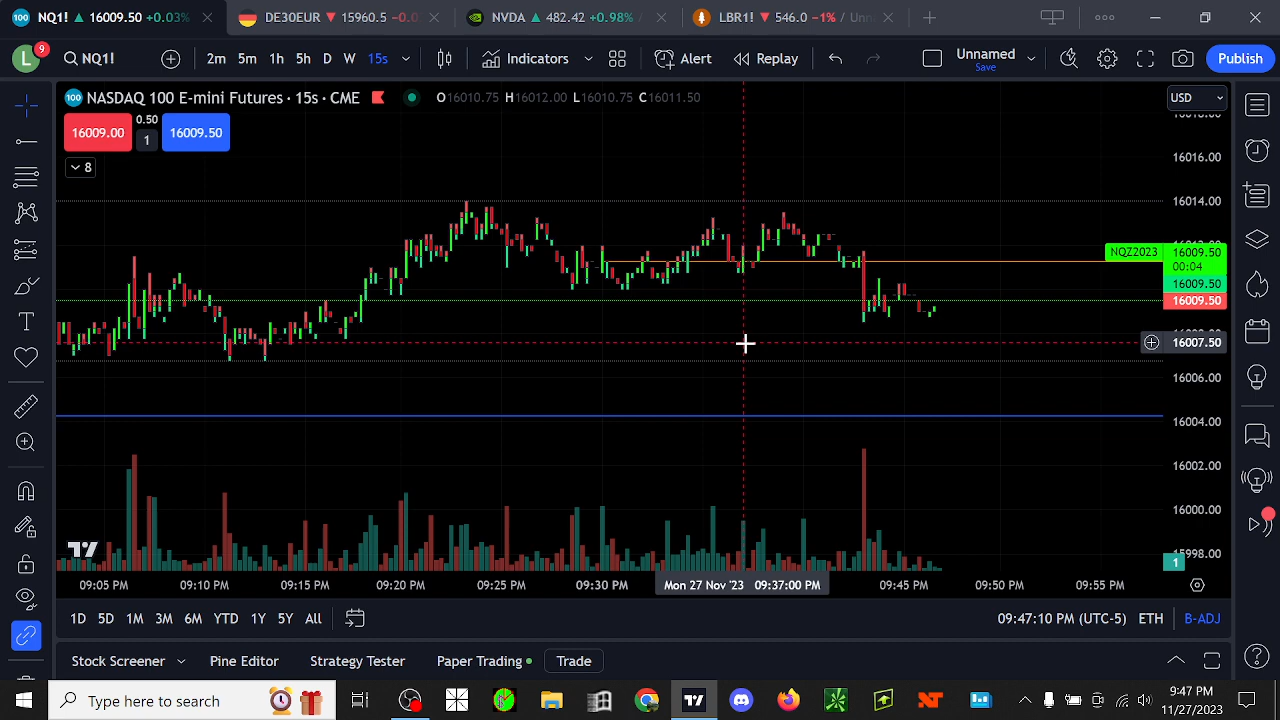 NQ1! ▲ 16009.50 +0.03%
DE30EUR ▼ 15960.5
NVDA ▲ 482.42 +0.98% /
LBR1! ▼ 546.0 −1% / Unna
L 9 NQ1! 2m 5m 1h 5h D W 15s Indicators Alert Replay Unnamed Save Publish
100 NASDAQ 100 E-mini Futures · 15s · CME O16010.75 H16012.00 L16010.75 C16011.50 USD
16009.00 0.50 1 16009.50
8
16016.00
16014.00
NQZ2023 16009.50
00:04
16009.50
16009.50
16007.50
16006.00
16004.00
16002.00
16000.00
15998.00
1
09:05 PM 09:10 PM 09:15 PM 09:20 PM 09:25 PM 09:30 PM Mon 27 Nov '23 09:37:00 PM 09:45 PM 09:50 PM 09:55 PM
1D 5D 1M 3M 6M YTD 1Y 5Y All 09:47:10 PM (UTC-5) ETH B-ADJ
Stock Screener Pine Editor Strategy Tester Paper Trading Trade
Type here to search
9:47 PM
11/27/2023